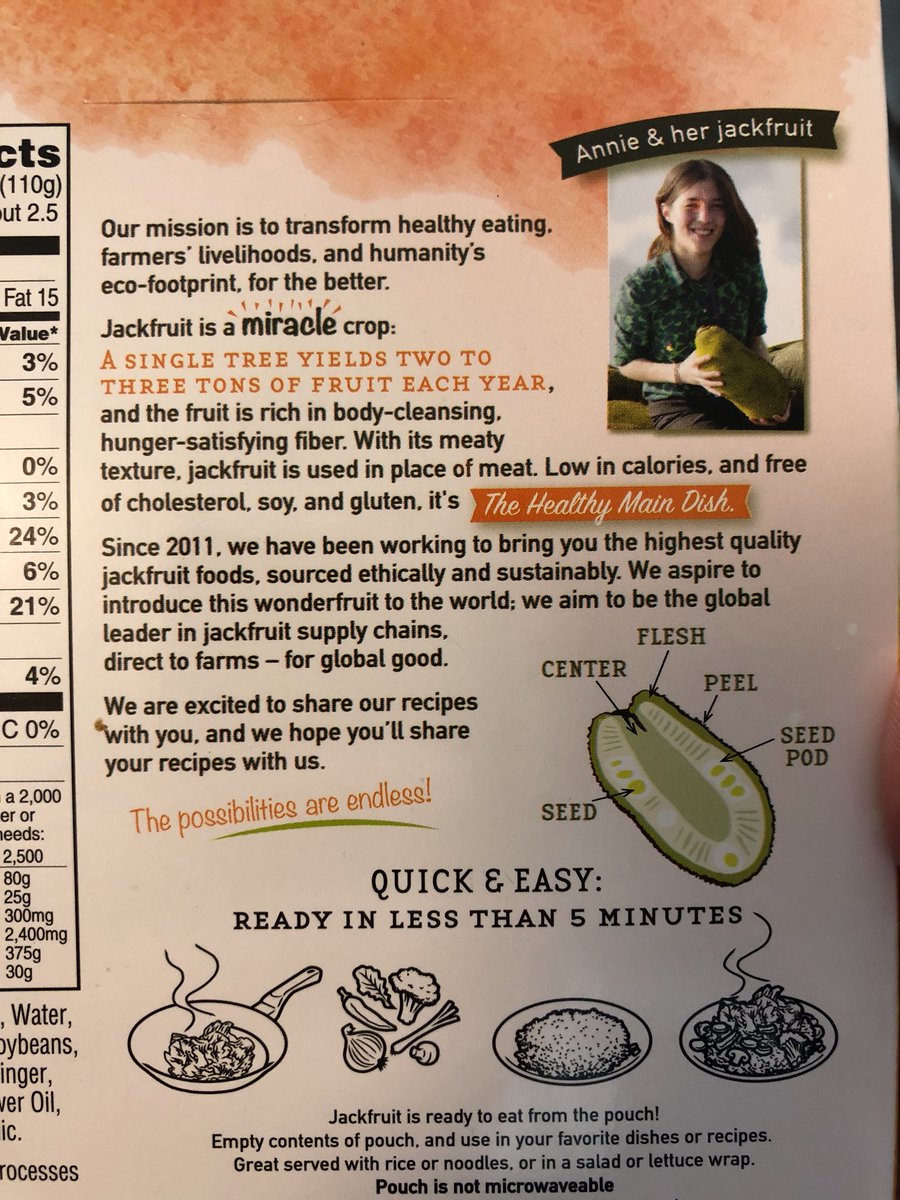 cts
(110g)
out 2.5
Fat 15
Value*
3%
5%
0%
3%
24%
6%
21%
4%
C 0%
a 2,000
er or
needs:
2,500
80g
25g
300mg
2,400mg
375g
30g
, Water,
oybeans,
inger,
wer Oil,
ic.
rocesses
Annie & her jackfruit
Our mission is to transform healthy eating,
farmers' livelihoods, and humanity's
eco-footprint, for the better.
Jackfruit is a miracle crop:
A SINGLE TREE YIELDS TWO TO
THREE TONS OF FRUIT EACH YEAR,
and the fruit is rich in body-cleansing,
hunger-satisfying fiber. With its meaty
texture, jackfruit is used in place of meat. Low in calories, and free
of cholesterol, soy, and gluten, it's The Healthy Main Dish.
Since 2011, we have been working to bring you the highest quality
jackfruit foods, sourced ethically and sustainably. We aspire to
introduce this wonderfruit to the world; we aim to be the global
leader in jackfruit supply chains,
direct to farms – for global good.
We are excited to share our recipes
with you, and we hope you'll share
your recipes with us.
The possibilities are endless!
FLESH
CENTER
PEEL
SEED
POD
SEED
QUICK & EASY:
READY IN LESS THAN 5 MINUTES
Jackfruit is ready to eat from the pouch!
Empty contents of pouch, and use in your favorite dishes or recipes.
Great served with rice or noodles, or in a salad or lettuce wrap.
Pouch is not microwaveable